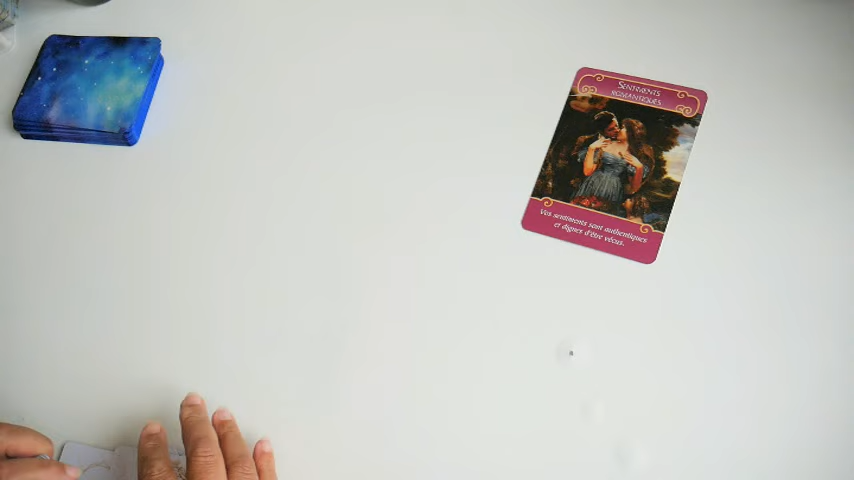 SENTIMENTS
ROMANTIQUES
Vos sentiments sont authentiques
et dignes d'être vécus.